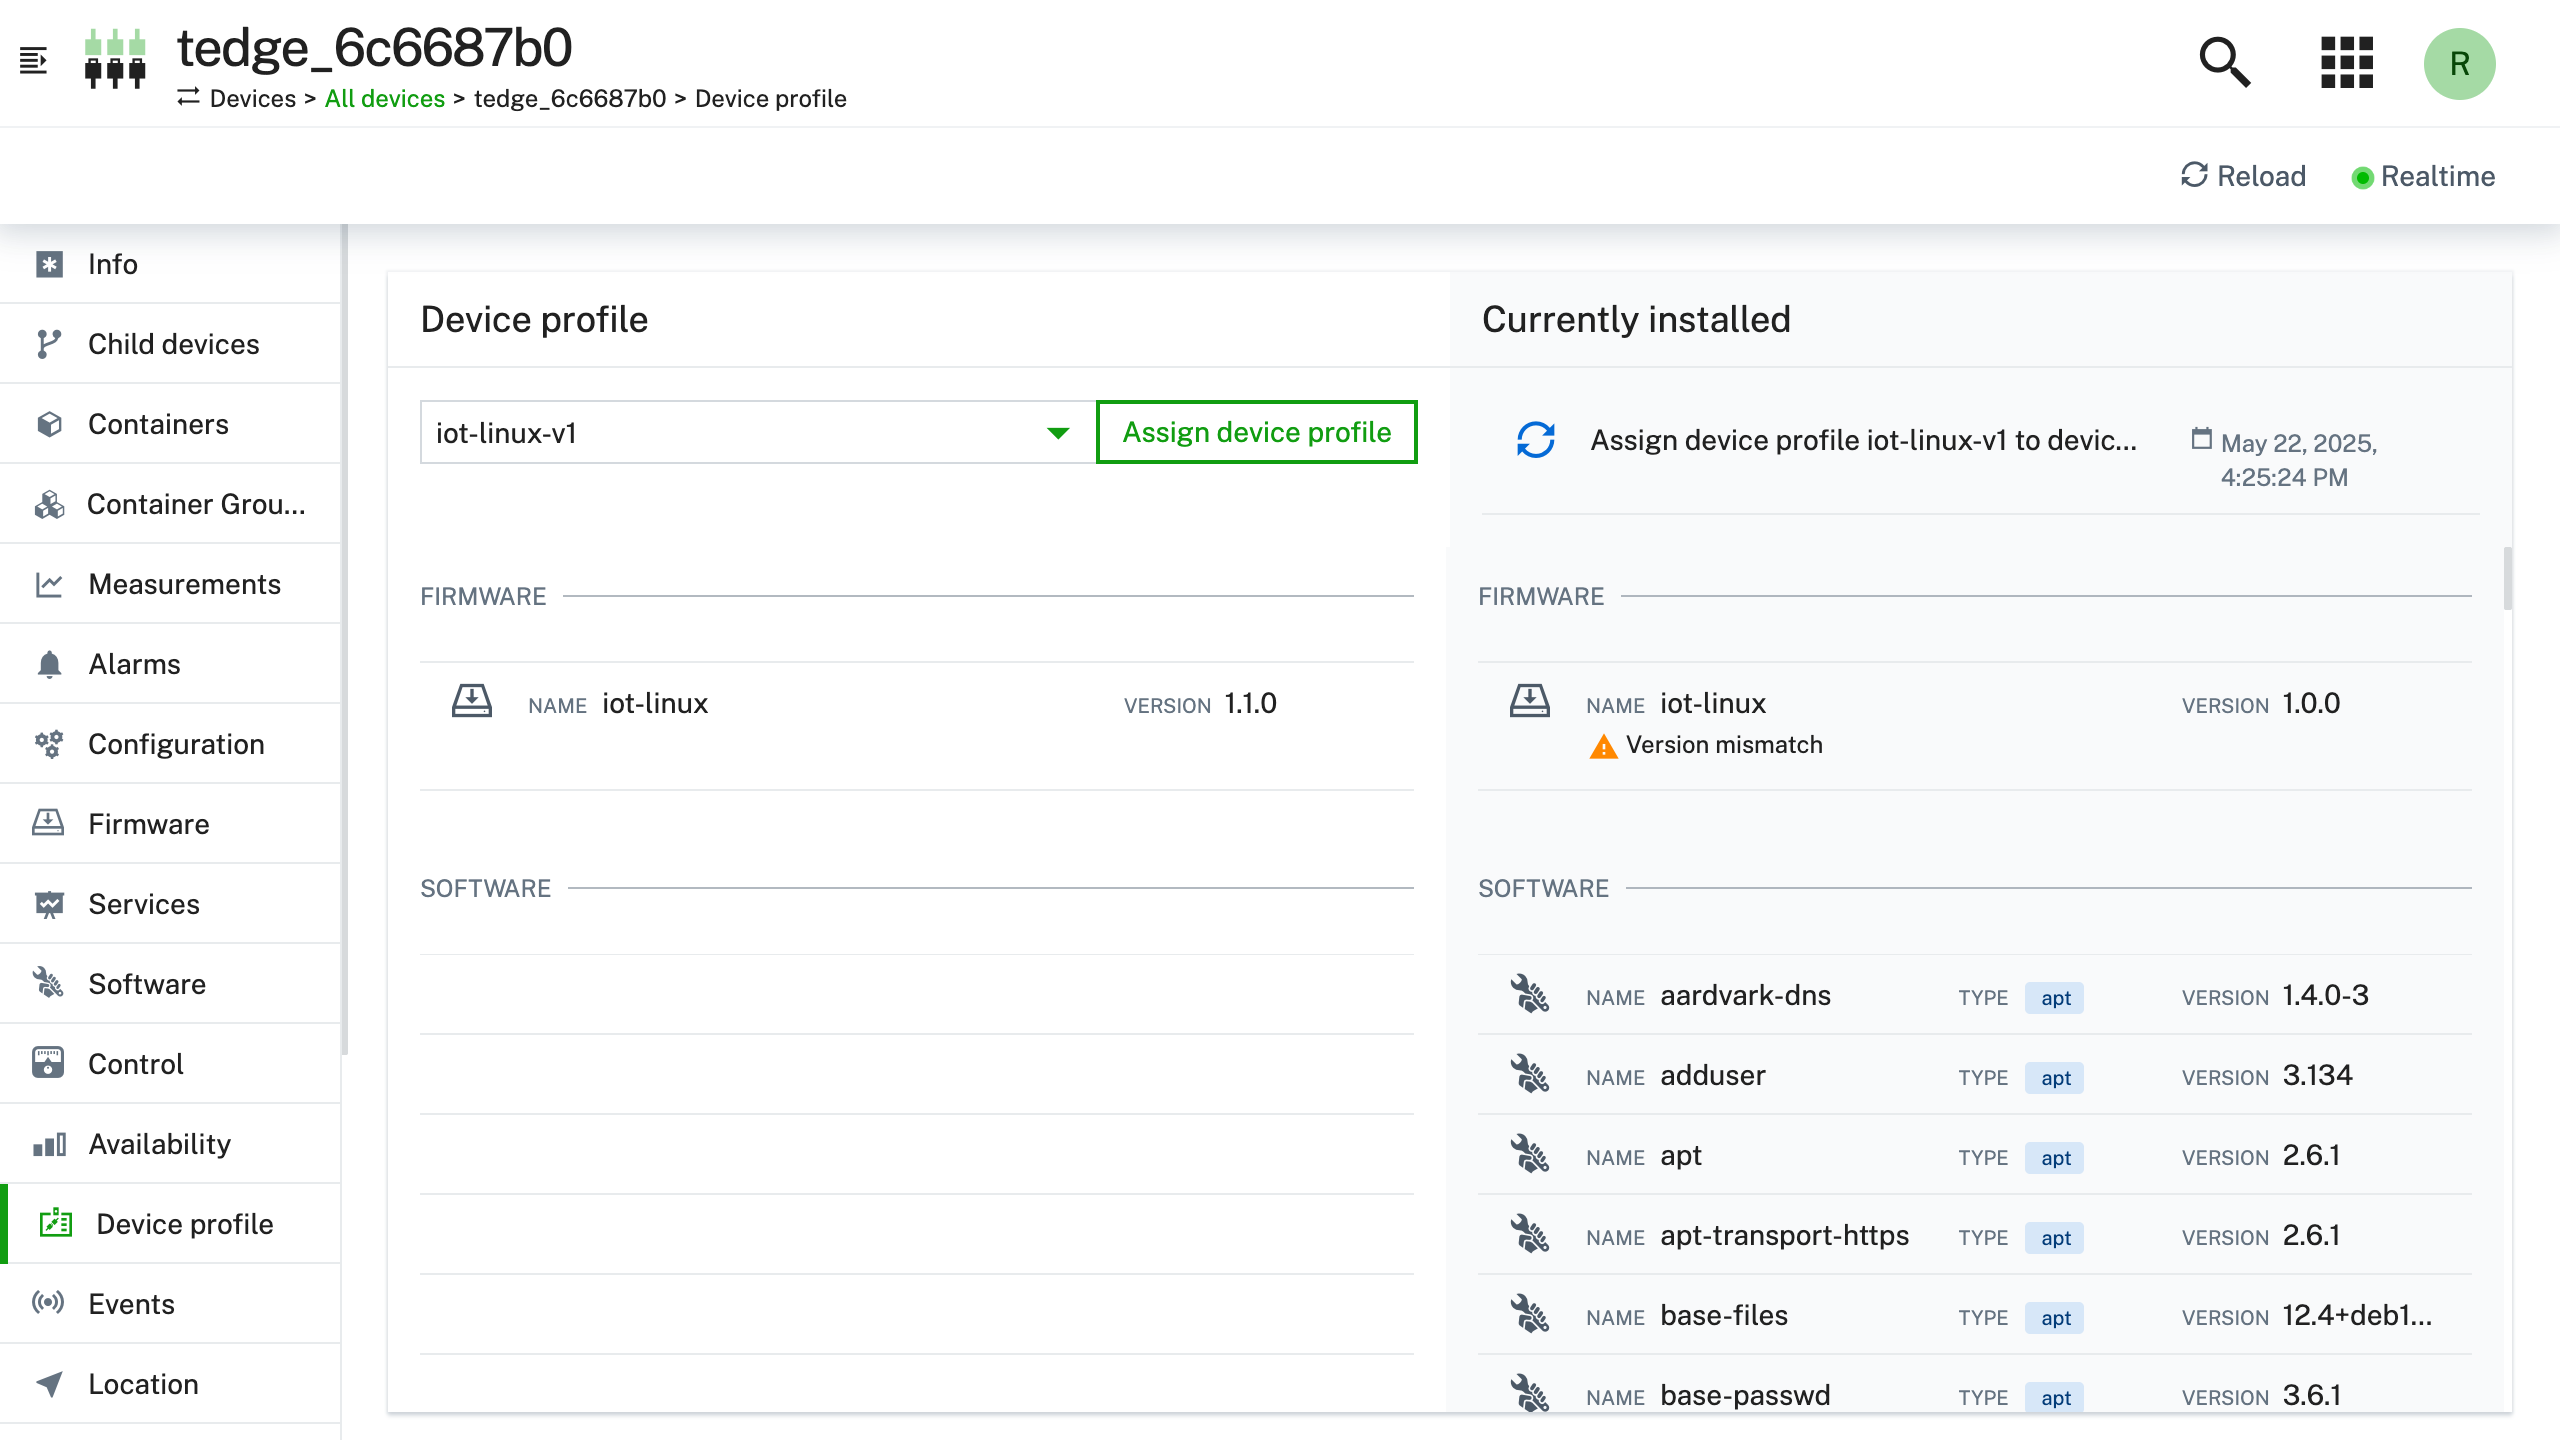 tedge_6c6687b0
Devices > All devices > tedge_6c6687b0 > Device profile
R
Reload
Realtime
Info
Child devices
Containers
Container Grou...
Measurements
Alarms
Configuration
Firmware
Services
Software
Control
Availability
Device profile
Events
Location
Device profile
iot-linux-v1
Assign device profile
FIRMWARE
NAME iot-linux VERSION 1.1.0
SOFTWARE
Currently installed
Assign device profile iot-linux-v1 to devic...
May 22, 2025,
4:25:24 PM
FIRMWARE
NAME iot-linux VERSION 1.0.0
Version mismatch
SOFTWARE
NAME aardvark-dns TYPE apt VERSION 1.4.0-3
NAME adduser TYPE apt VERSION 3.134
NAME apt TYPE apt VERSION 2.6.1
NAME apt-transport-https TYPE apt VERSION 2.6.1
NAME base-files TYPE apt VERSION 12.4+deb1...
NAME base-passwd TYPE apt VERSION 3.6.1